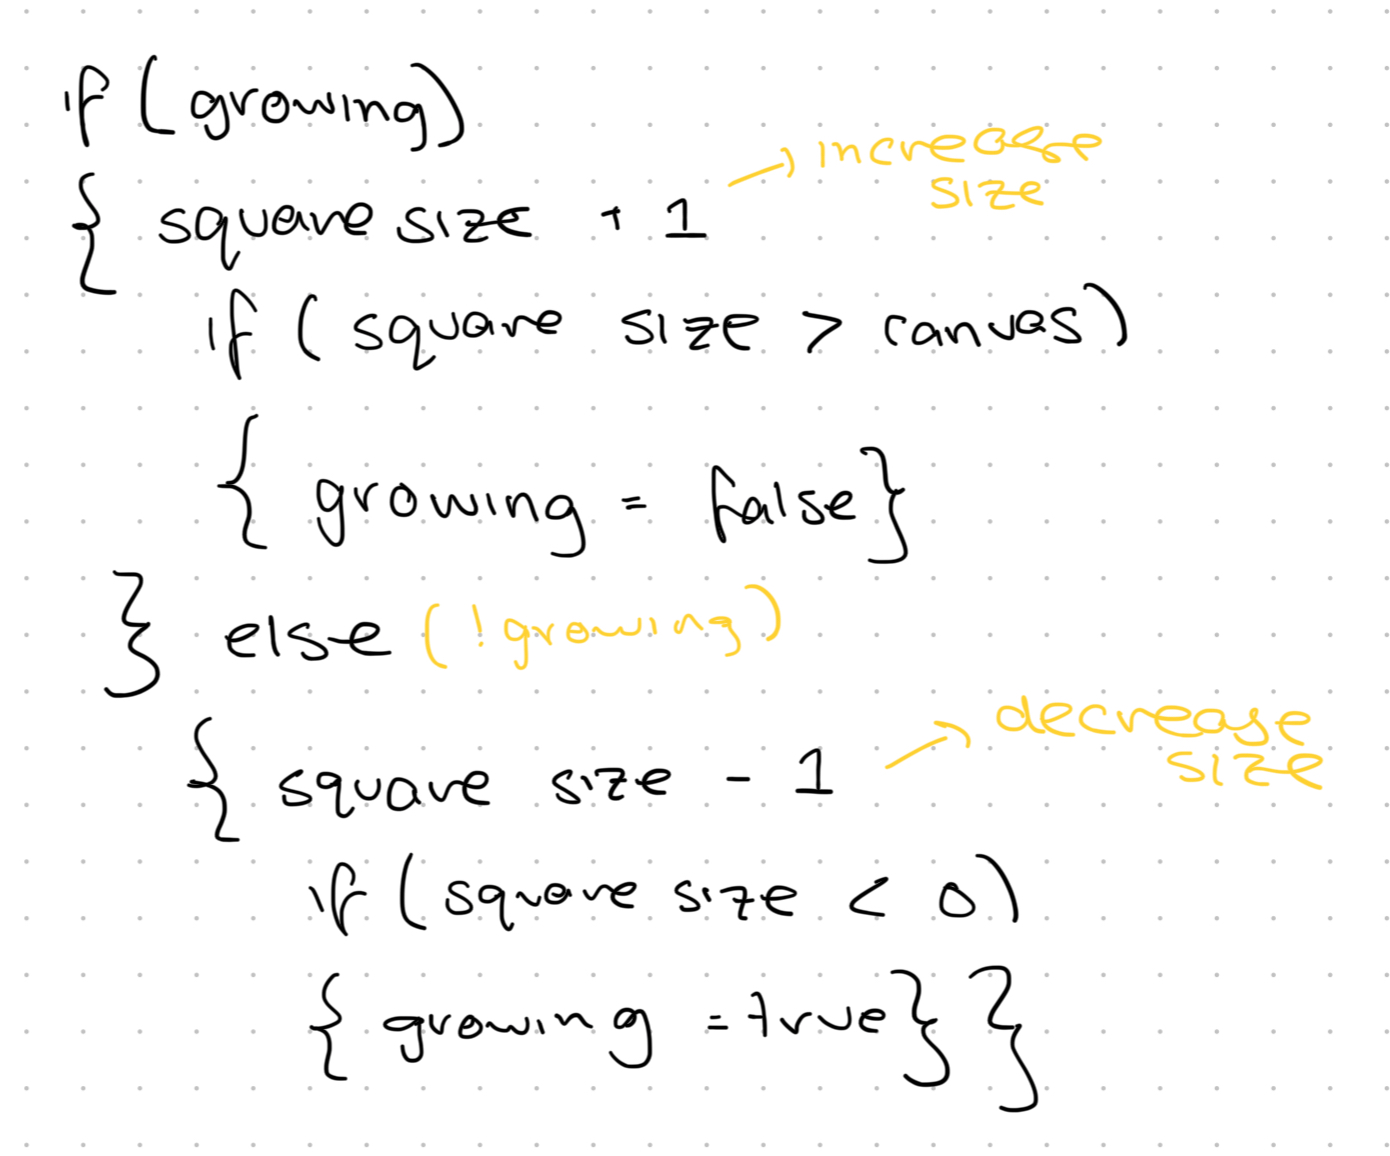 if (growing)
{ square size + 1 → increase size
if ( square size > canvas)
{ growing = false}
} else (!growing)
{ square size - 1 → decrease size
if (square size < 0)
{ growing = true} }